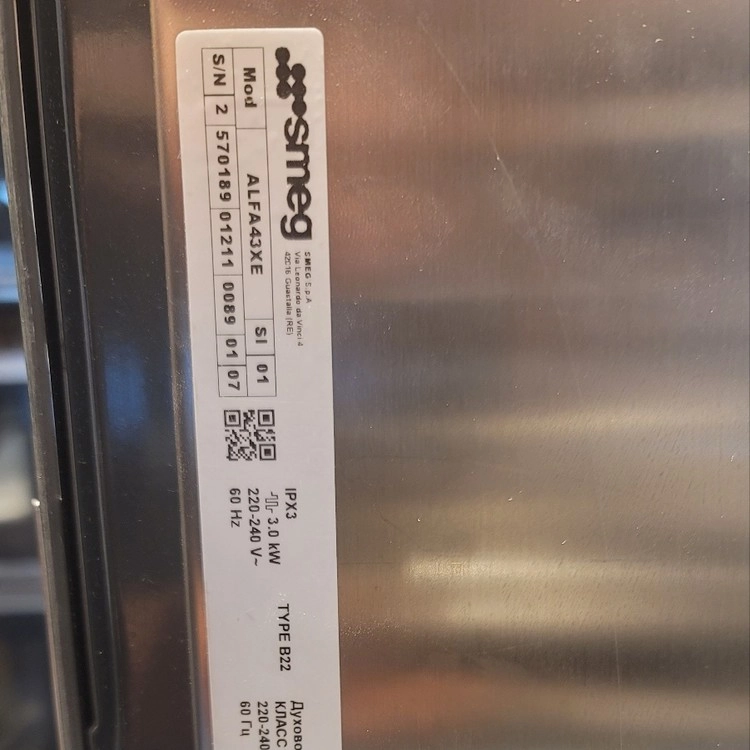 smeg
SMEG S.p.A.
Via Leonardo da Vinci 4
42016 Guastalla (RE)
Mod ALFA43XE SI 01
S/N 2 570189 01211 0089 01 07
IPX3
3.0 kW
220-240 V~
60 Hz
TYPE B22
Духово
КЛАСС
220-240
60 Гц